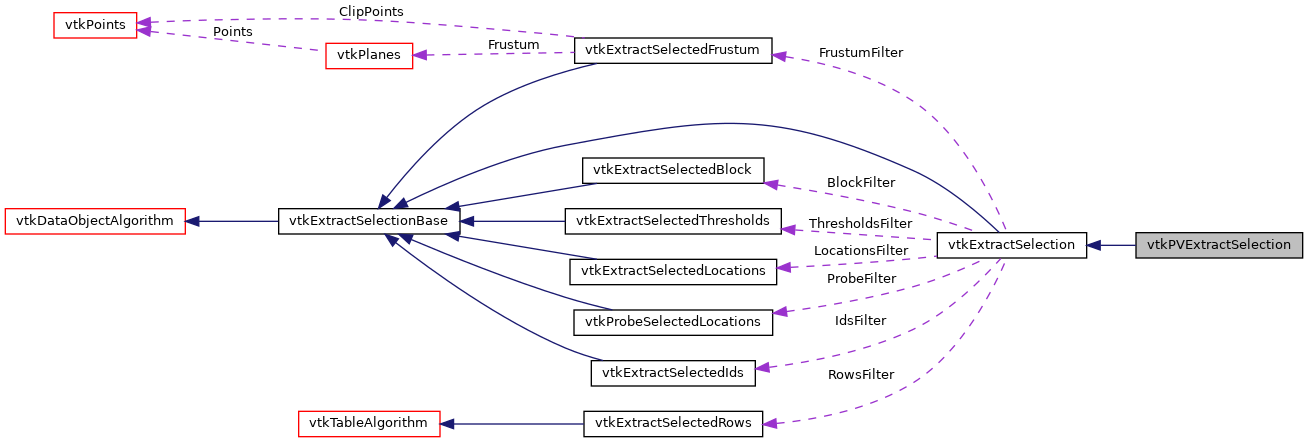 ClipPoints
vtkPoints
Points
Frustum
vtkExtractSelectedFrustum
FrustumFilter
vtkPlanes
vtkExtractSelectedBlock
BlockFilter
vtkDataObjectAlgorithm
vtkExtractSelectionBase
vtkExtractSelectedThresholds
ThresholdsFilter
vtkExtractSelection
vtkPVExtractSelection
LocationsFilter
vtkExtractSelectedLocations
ProbeFilter
vtkProbeSelectedLocations
IdsFilter
vtkExtractSelectedIds
RowsFilter
vtkTableAlgorithm
vtkExtractSelectedRows